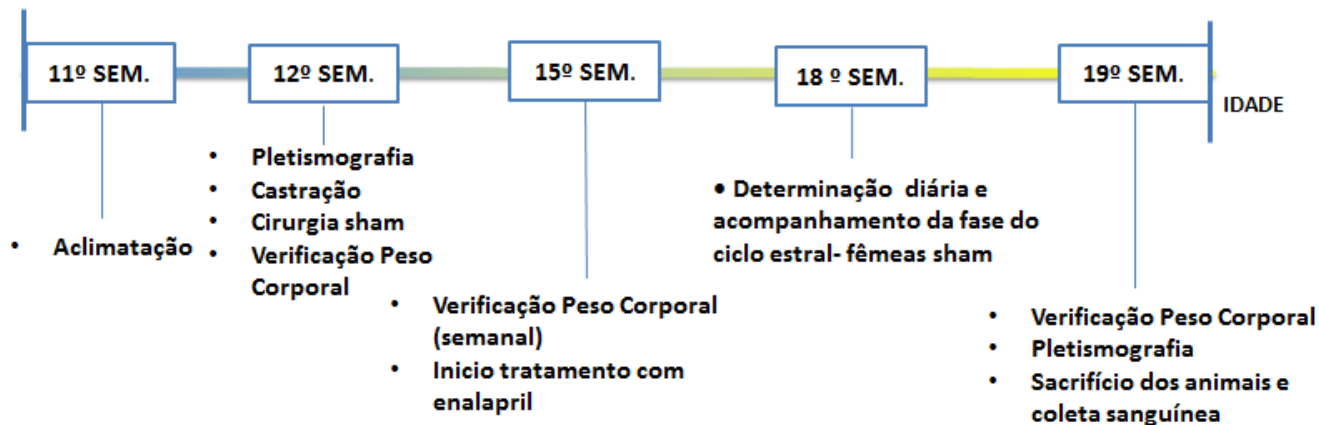 11º SEM.
12º SEM.
15º SEM.
18 º SEM.
19º SEM.
IDADE
• Aclimatação
• Pletismografia
• Castração
• Cirurgia sham
• Verificação Peso
Corporal
• Verificação Peso Corporal
(semanal)
• Inicio tratamento com
enalapril
• Determinação diária e
acompanhamento da fase do
ciclo estral- fêmeas sham
• Verificação Peso Corporal
• Pletismografia
• Sacrifício dos animais e
coleta sanguínea